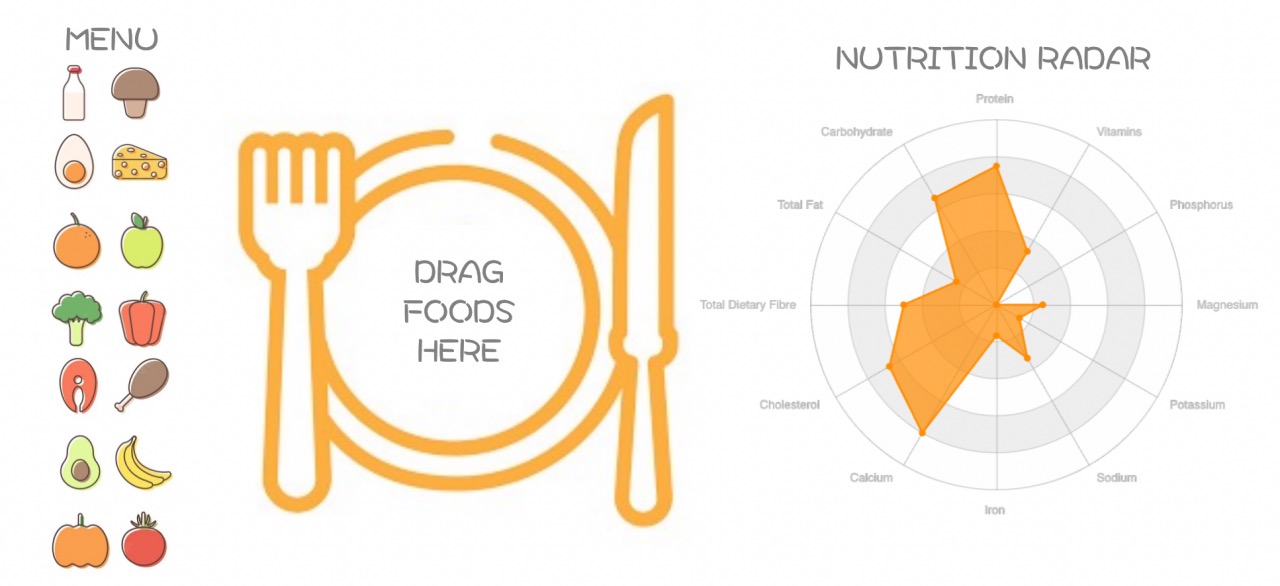 MENU
DRAG
FOODS
HERE
NUTRITION RADAR
Protein
Vitamins
Phosphorus
Magnesium
Potassium
Sodium
Iron
Calcium
Cholesterol
Total Dietary Fibre
Total Fat
Carbohydrate